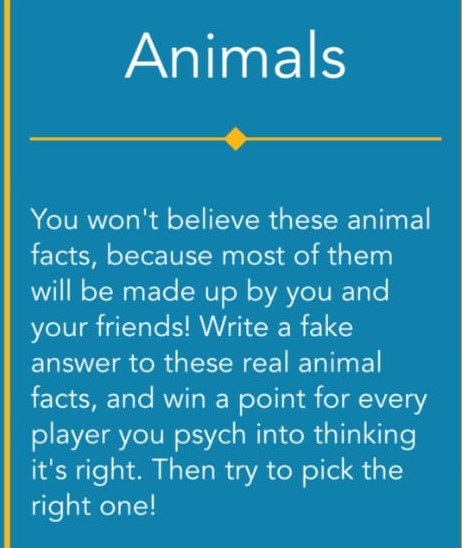 Animals
You won't believe these animal
facts, because most of them
will be made up by you and
your friends! Write a fake
answer to these real animal
facts, and win a point for every
player you psych into thinking
it's right. Then try to pick the
right one!